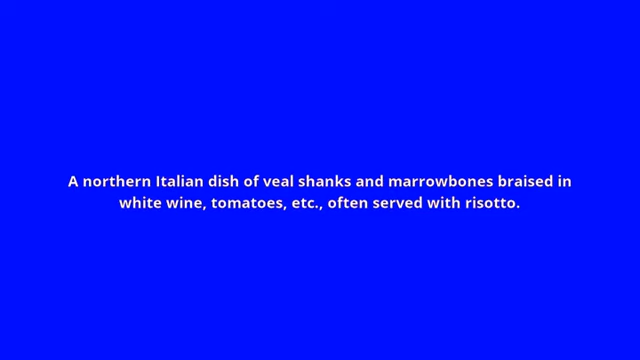 A northern Italian dish of veal shanks and marrowbones braised in
white wine, tomatoes, etc., often served with risotto.